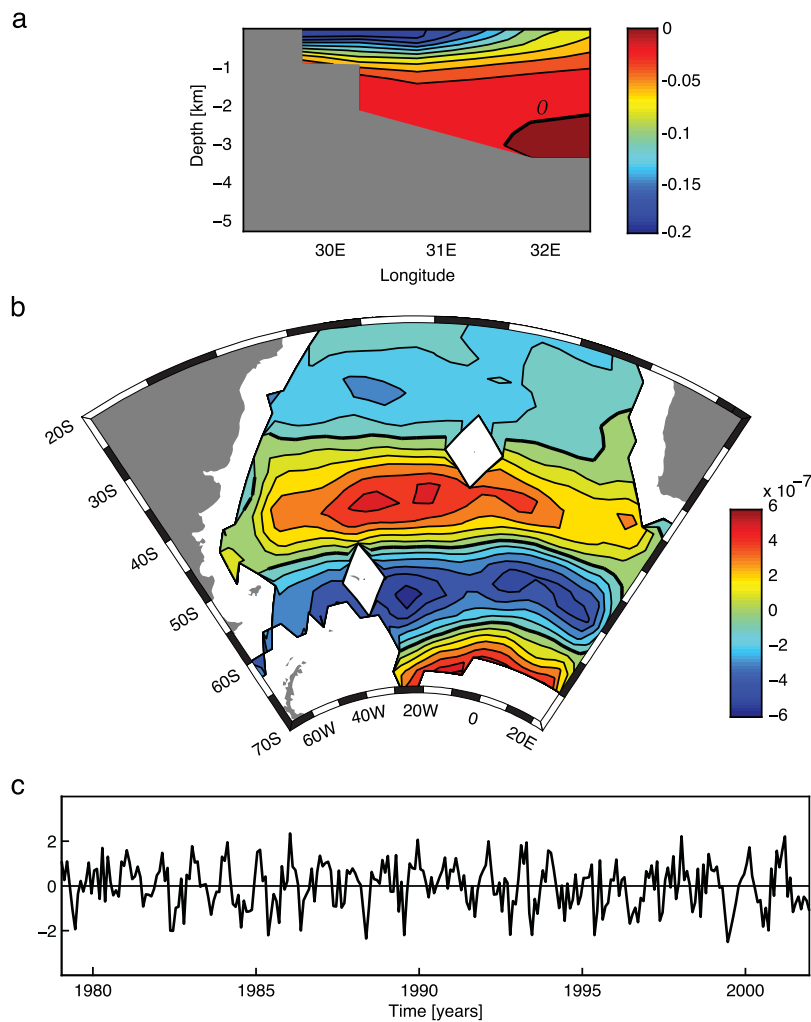 a
0
-1
-2
-3
-4
-5
Depth [km]
0
30E 31E 32E
Longitude
0
-0.05
-0.1
-0.15
-0.2
b
20S
30S
40S
50S
60S
70S
60W 40W 20W 0 20E
x 10⁻⁷
6
4
2
0
−2
−4
−6
c
2
0
−2
1980 1985 1990 1995 2000
Time [years]